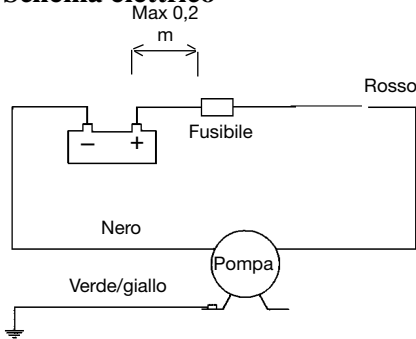 Schema elettrico
Max 0,2
m
Rosso
Fusibile
− +
Nero
Pompa
Verde/giallo